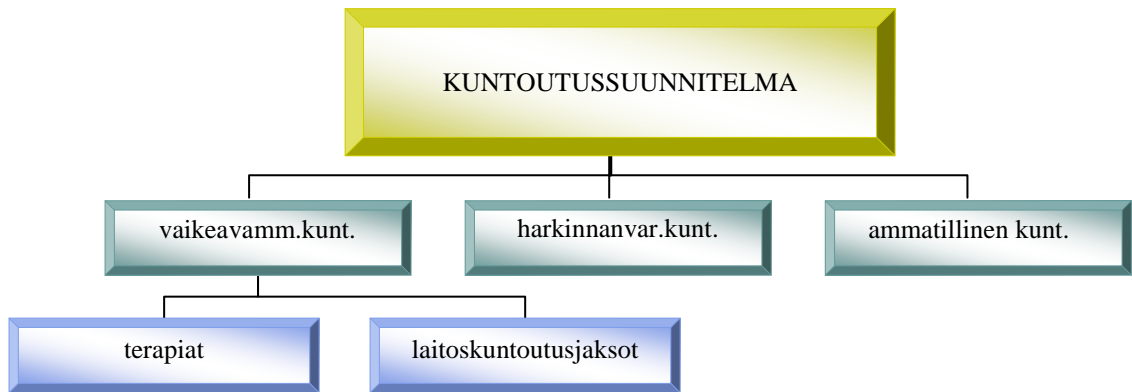 KUNTOUTUSSUUNNITELMA
vaikeavamm.kunt.
harkinnanvar.kunt.
ammatillinen kunt.
terapiat
laitoskuntoutusjaksot